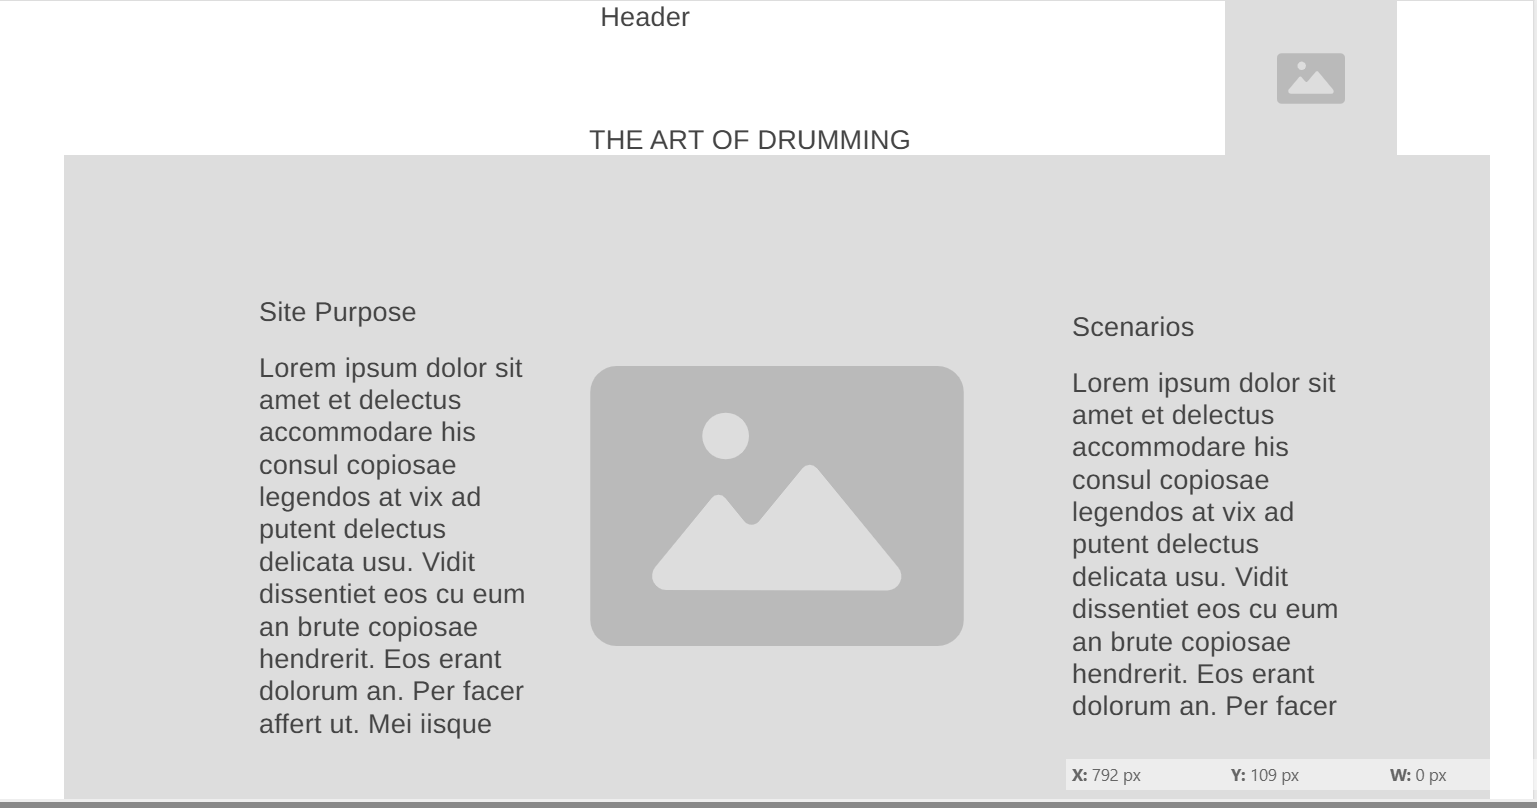 Header
THE ART OF DRUMMING
Site Purpose
Lorem ipsum dolor sit
amet et delectus
accommodare his
consul copiosae
legendos at vix ad
putent delectus
delicata usu. Vidit
dissentiet eos cu eum
an brute copiosae
hendrerit. Eos erant
dolorum an. Per facer
affert ut. Mei iisque
Scenarios
Lorem ipsum dolor sit
amet et delectus
accommodare his
consul copiosae
legendos at vix ad
putent delectus
delicata usu. Vidit
dissentiet eos cu eum
an brute copiosae
hendrerit. Eos erant
dolorum an. Per facer
X: 792 px Y: 109 px W: 0 px